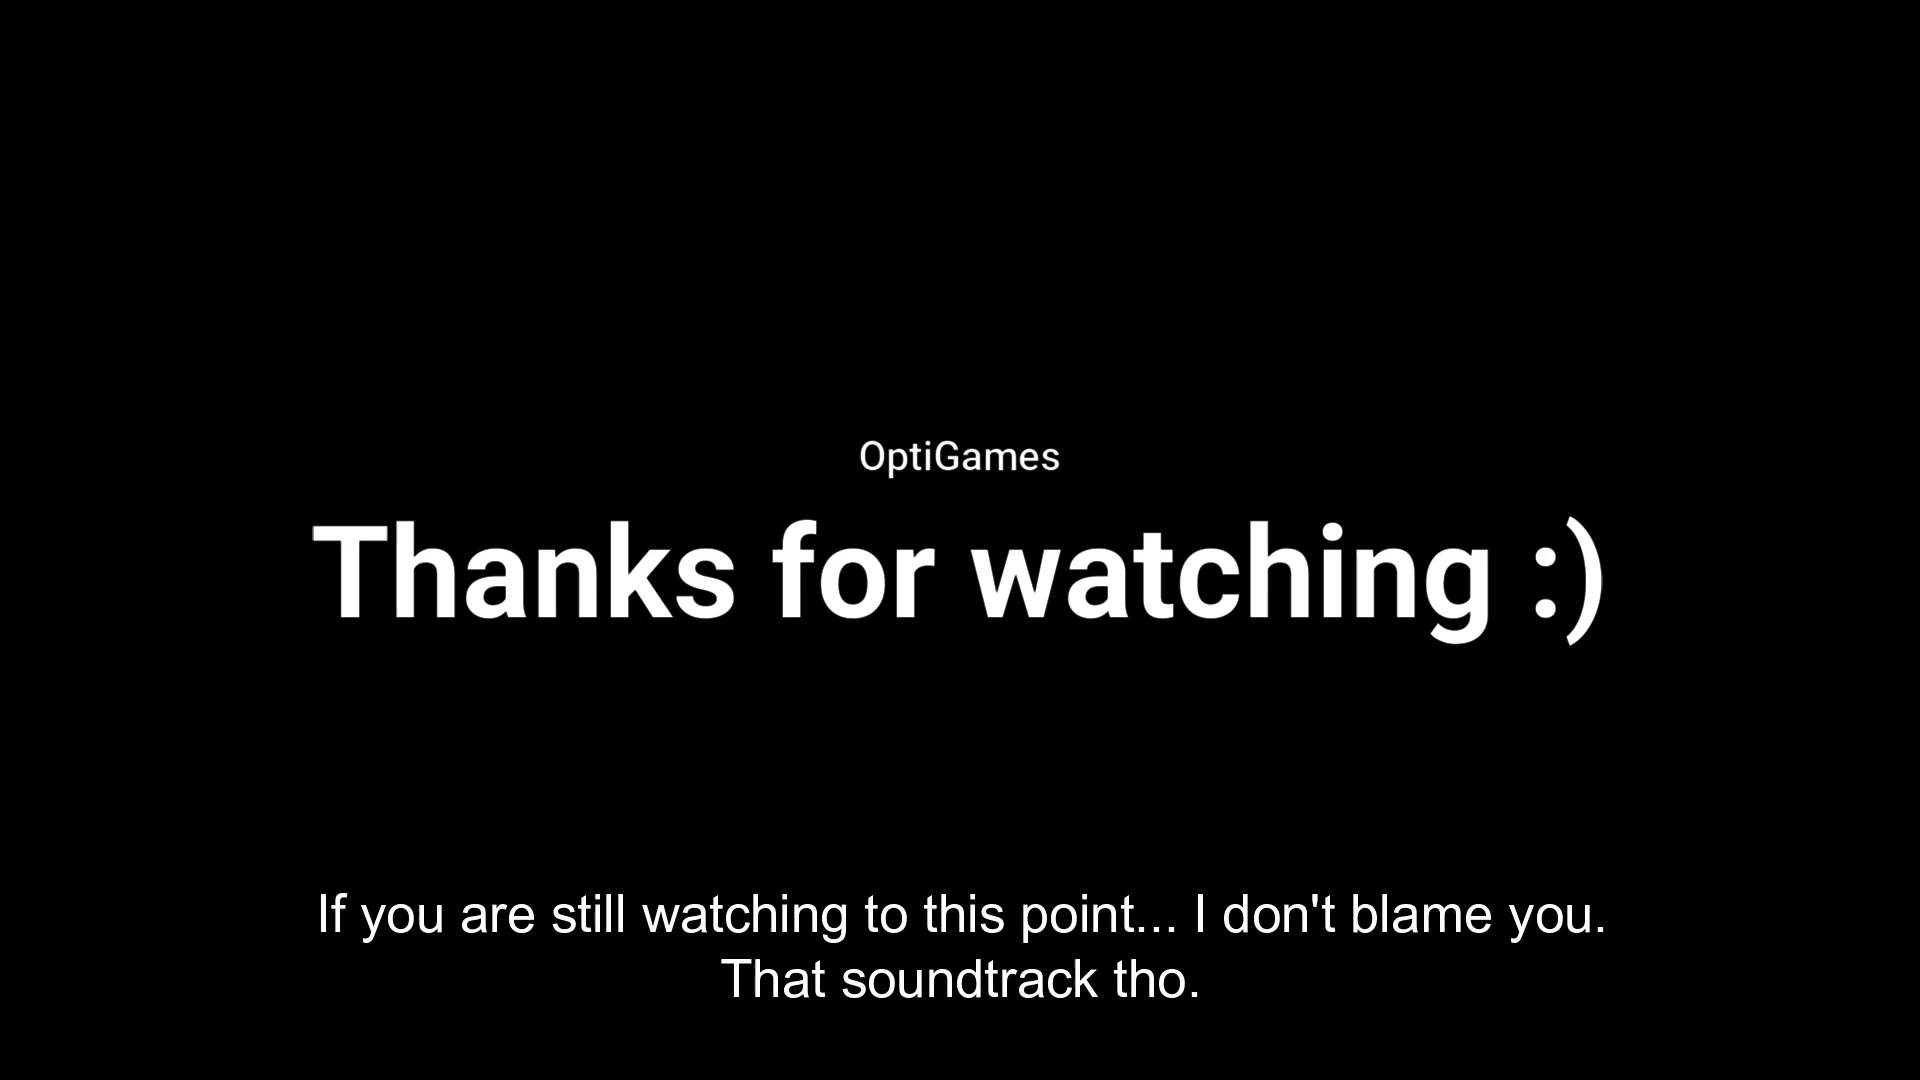 OptiGames
Thanks for watching :)
If you are still watching to this point... I don't blame you.
That soundtrack tho.